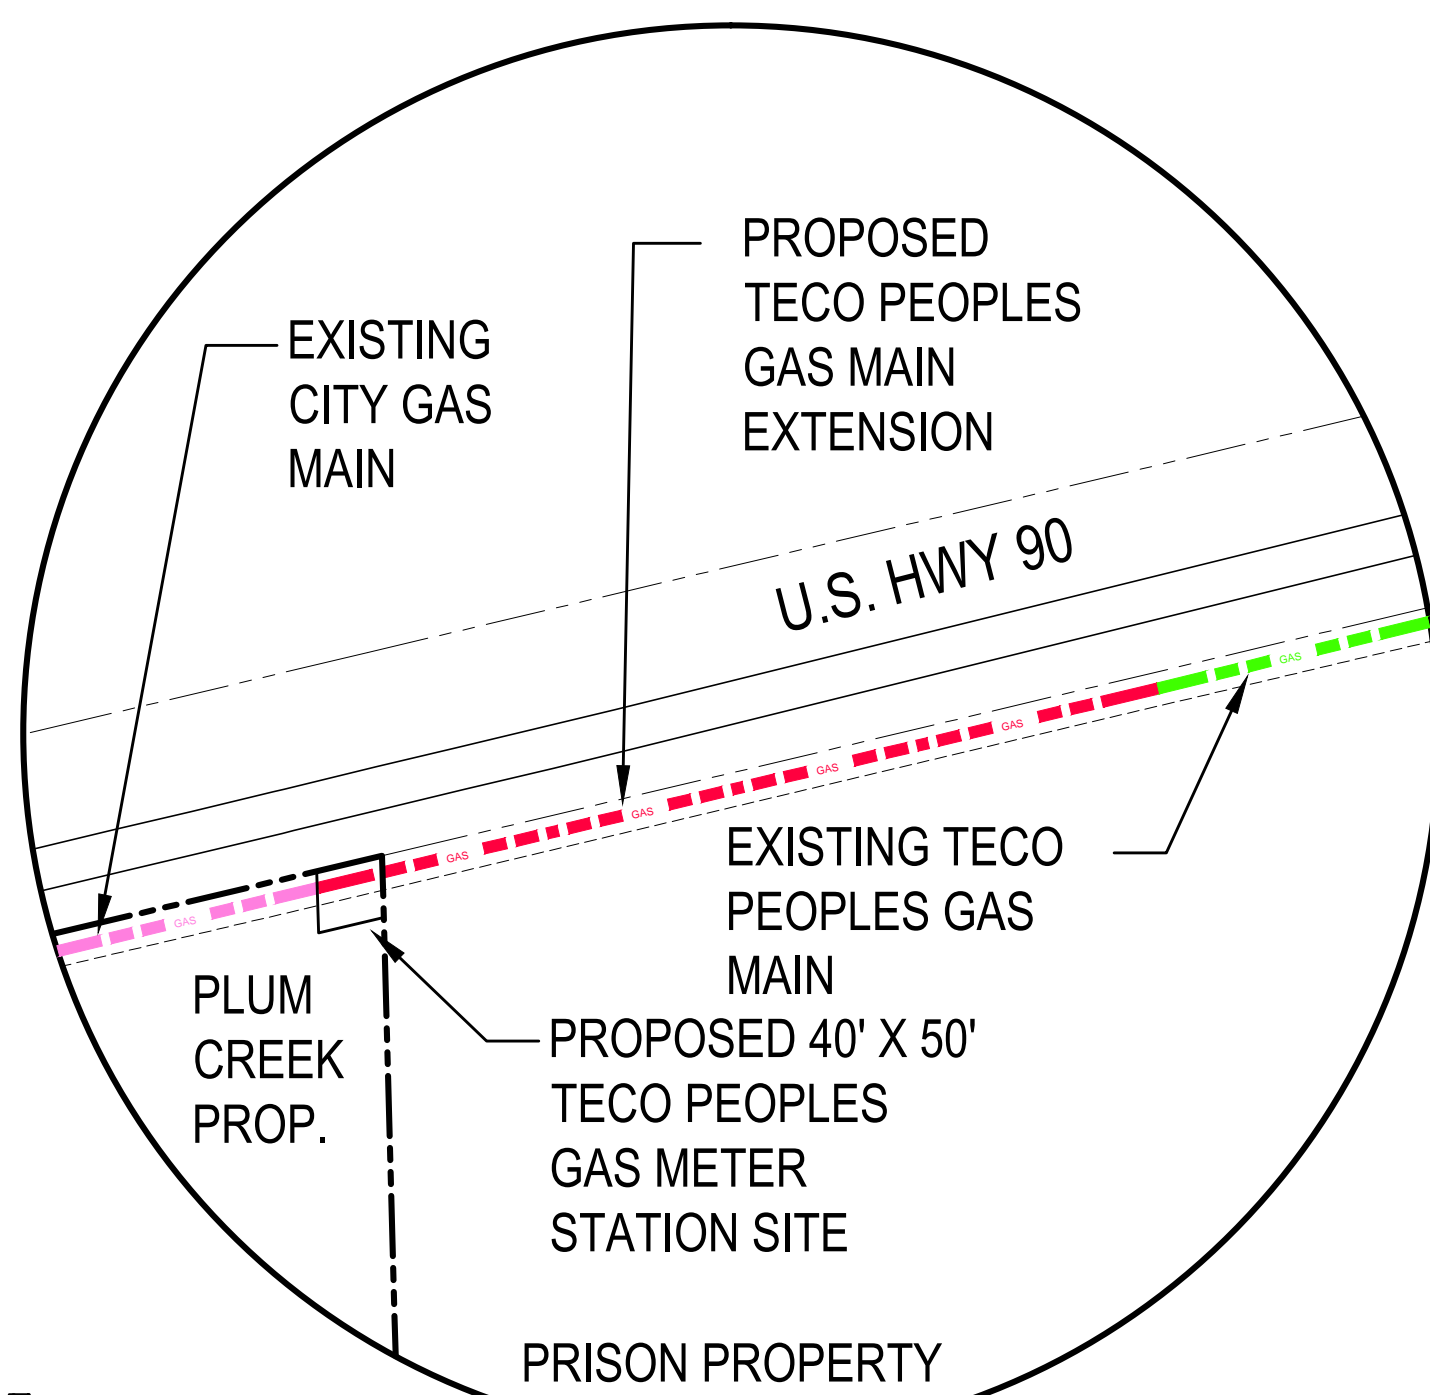 PROPOSED
TECO PEOPLES
GAS MAIN
EXTENSION
EXISTING
CITY GAS
MAIN
U.S. HWY 90
GAS
GAS
GAS
GAS
GAS
GAS
EXISTING TECO
PEOPLES GAS
MAIN
PLUM
CREEK
PROP.
PROPOSED 40' X 50'
TECO PEOPLES
GAS METER
STATION SITE
PRISON PROPERTY